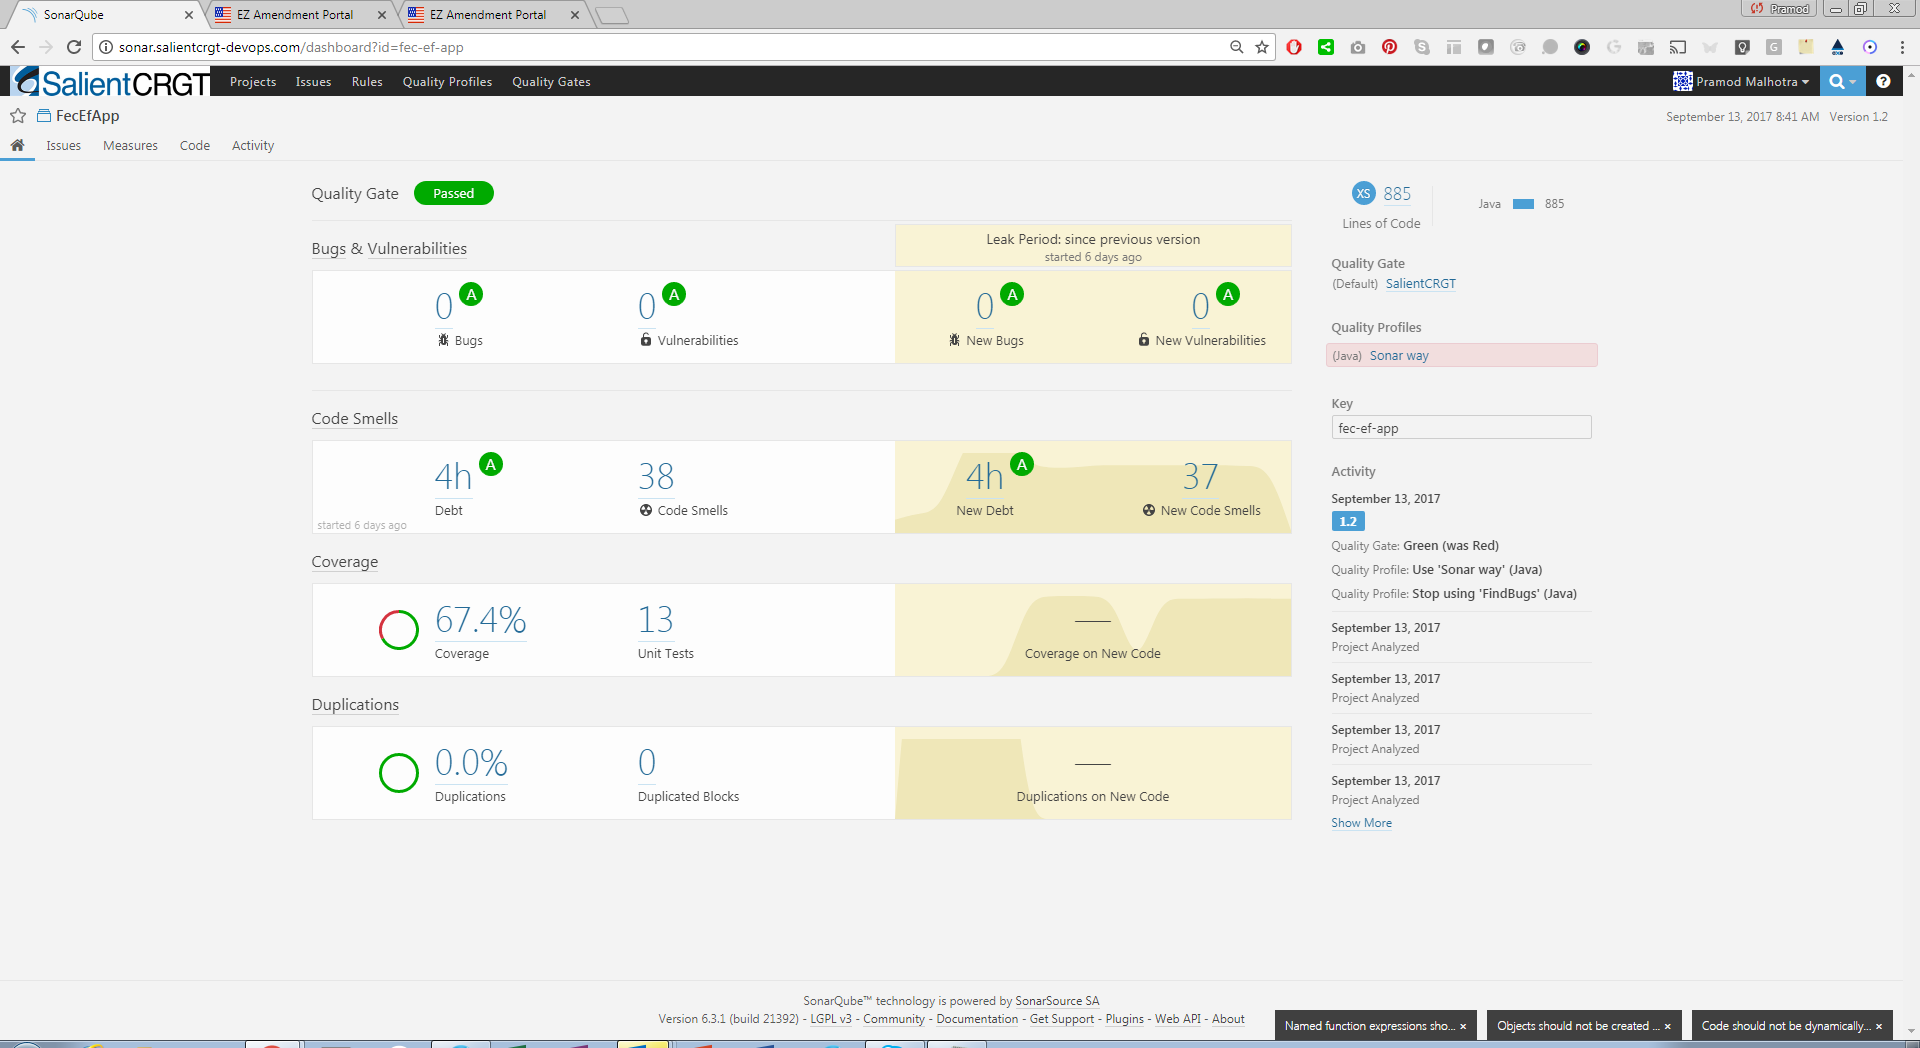 SonarQube
EZ Amendment Portal
EZ Amendment Portal
Pramod
sonar.salientcrgt-devops.com/dashboard?id=fec-ef-app
SalientCRGT
Projects Issues Rules Quality Profiles Quality Gates
Pramod Malhotra
FecEfApp
September 13, 2017 8:41 AM Version 1.2
Issues Measures Code Activity
Quality Gate Passed
Bugs & Vulnerabilities
Leak Period: since previous version
started 6 days ago
0 A
Bugs
0 A
Vulnerabilities
0 A
New Bugs
0 A
New Vulnerabilities
Code Smells
4h A
Debt
38
Code Smells
started 6 days ago
4h A
New Debt
37
New Code Smells
Coverage
67.4%
Coverage
13
Unit Tests
Coverage on New Code
Duplications
0.0%
Duplications
0
Duplicated Blocks
Duplications on New Code
XS 885
Lines of Code
Java 885
Quality Gate
(Default) SalientCRGT
Quality Profiles
(Java) Sonar way
Key
fec-ef-app
Activity
September 13, 2017
1.2
Quality Gate: Green (was Red)
Quality Profile: Use 'Sonar way' (Java)
Quality Profile: Stop using 'FindBugs' (Java)
September 13, 2017
Project Analyzed
September 13, 2017
Project Analyzed
September 13, 2017
Project Analyzed
September 13, 2017
Project Analyzed
Show More
SonarQube™ technology is powered by SonarSource SA
Version 6.3.1 (build 21392) - LGPL v3 - Community - Documentation - Get Support - Plugins - Web API - About
Named function expressions sho... ×
Objects should not be created ... ×
Code should not be dynamically... ×